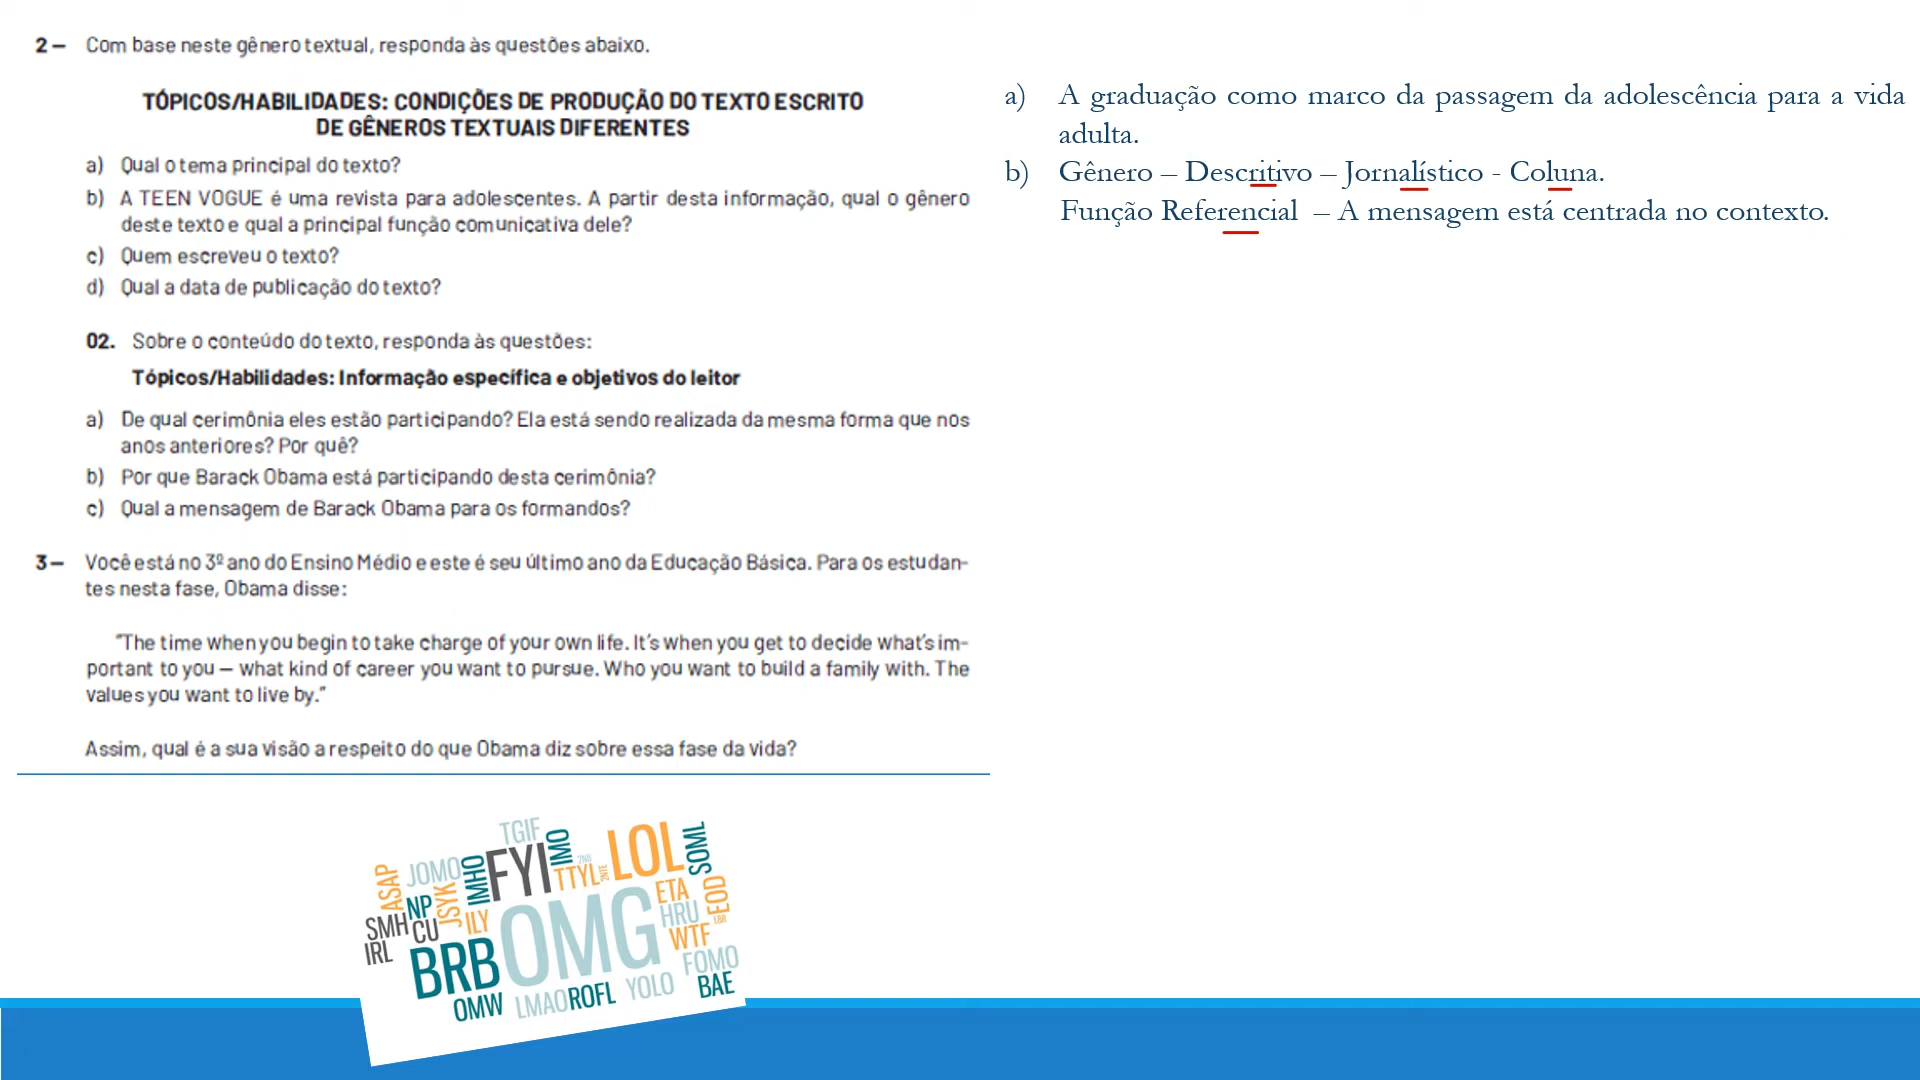 2 – Com base neste gênero textual, responda às questões abaixo.
TÓPICOS/HABILIDADES: CONDIÇÕES DE PRODUÇÃO DO TEXTO ESCRITO
DE GÊNEROS TEXTUAIS DIFERENTES
a) Qual o tema principal do texto?
b) A TEEN VOGUE é uma revista para adolescentes. A partir desta informação, qual o gênero
deste texto e qual a principal função comunicativa dele?
c) Quem escreveu o texto?
d) Qual a data de publicação do texto?
02. Sobre o conteúdo do texto, responda às questões:
Tópicos/Habilidades: Informação específica e objetivos do leitor
a) De qual cerimônia eles estão participando? Ela está sendo realizada da mesma forma que nos
anos anteriores? Por quê?
b) Por que Barack Obama está participando desta cerimônia?
c) Qual a mensagem de Barack Obama para os formandos?
3 – Você está no 3º ano do Ensino Médio e este é seu último ano da Educação Básica. Para os estudan-
tes nesta fase, Obama disse:
"The time when you begin to take charge of your own life. It's when you get to decide what's im-
portant to you – what kind of career you want to pursue. Who you want to build a family with. The
values you want to live by."
Assim, qual é a sua visão a respeito do que Obama diz sobre essa fase da vida?
a) A graduação como marco da passagem da adolescência para a vida
adulta.
b) Gênero – Descritivo – Jornalístico - Coluna.
Função Referencial – A mensagem está centrada no contexto.
TGIF
IMO
LOL
SOML
ASAP
JOMO
IMHO
FYI
2NB
TTYL
2NTE
ETA
EOD
NP
JSYK
ILY
SMH
CU
OMG
HRU
LBR
IRL
BRB
WTF
FOMO
OMW
LMAO
ROFL
YOLO
BAE